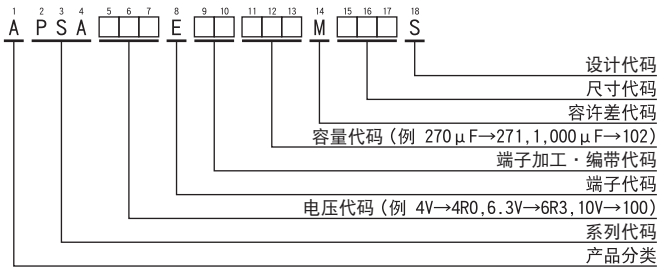 1 2 3 4 5 6 7 8 9 10 11 12 13 14 15 16 17 18
A P S A □□□ E □□ □□□ M □□□ S
设计代码
尺寸代码
容许差代码
容量代码 (例 270μF→271,1,000μF→102)
端子加工·编带代码
端子代码
电压代码 (例 4V→4R0,6.3V→6R3,10V→100)
系列代码
产品分类